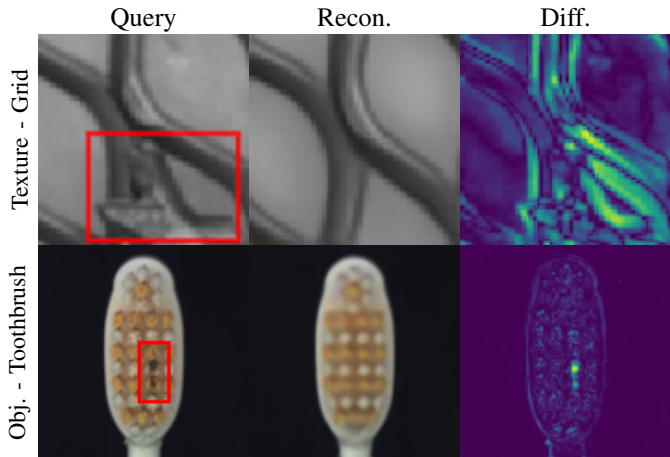 Query Recon. Diff.
Texture - Grid
Obj. - Toothbrush